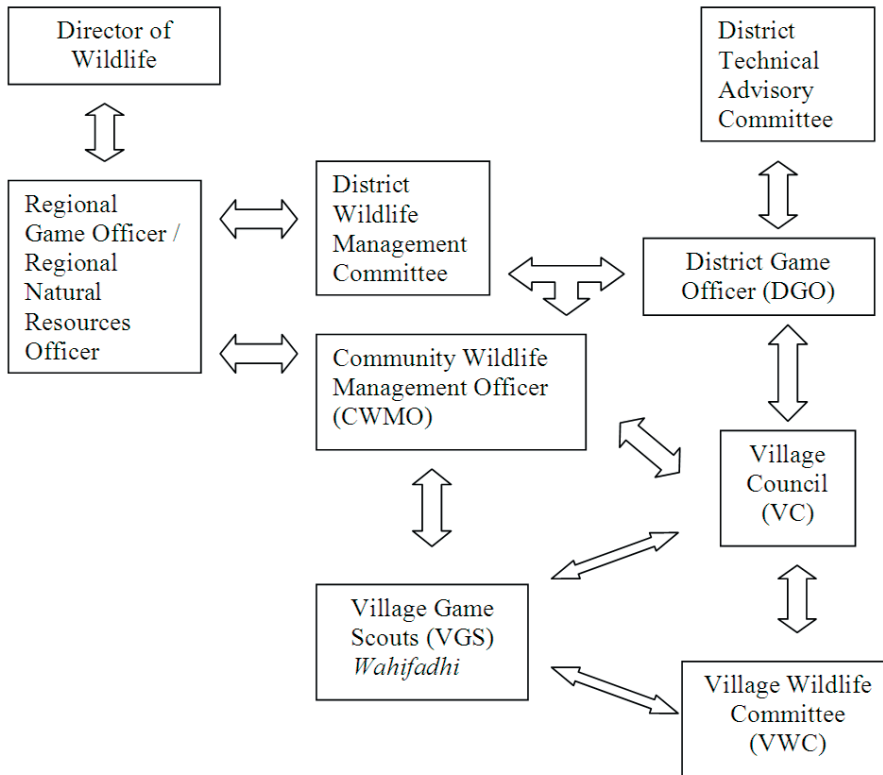 Director of
Wildlife
District
Technical
Advisory
Committee
Regional
Game Officer /
Regional
Natural
Resources
Officer
District
Wildlife
Management
Committee
District Game
Officer (DGO)
Community Wildlife
Management Officer
(CWMO)
Village
Council
(VC)
Village Game
Scouts (VGS)
Wahifadhi
Village Wildlife
Committee
(VWC)